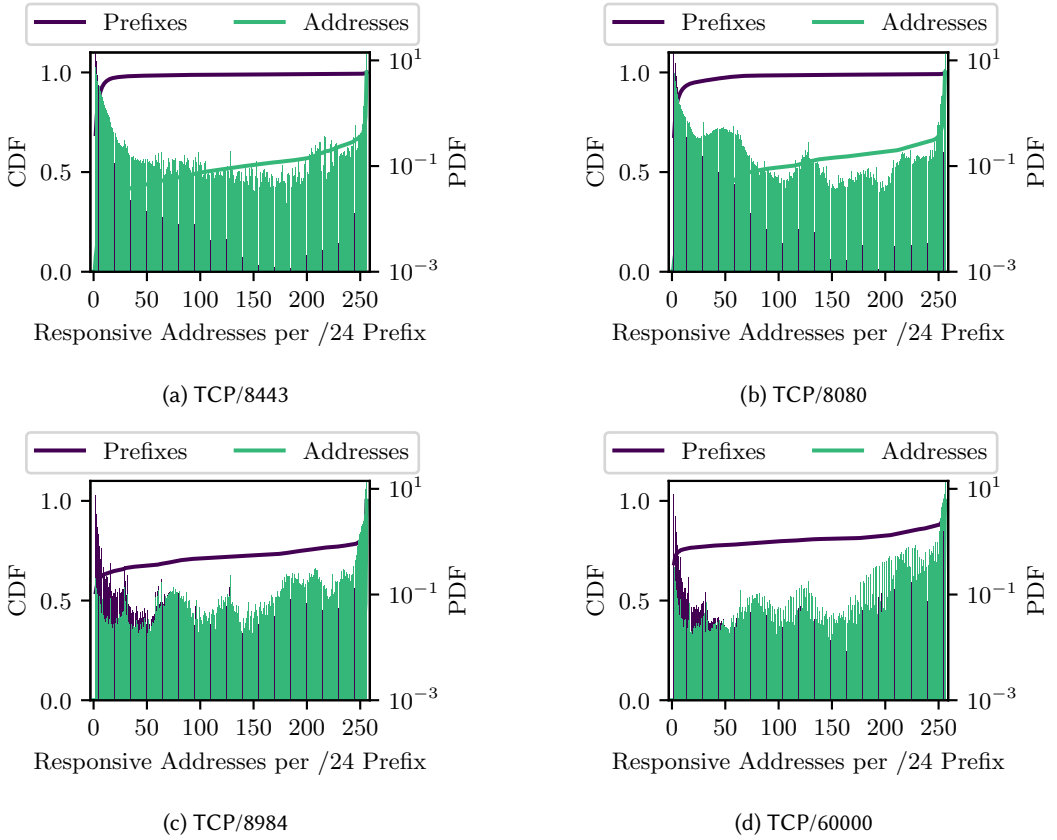 Prefixes Addresses
1.0
0.5
0.0
CDF
10^1
10^−1
10^−3
PDF
0 50 100 150 200 250
Responsive Addresses per /24 Prefix
(a) TCP/8443
Prefixes Addresses
1.0
0.5
0.0
CDF
10^1
10^−1
10^−3
PDF
0 50 100 150 200 250
Responsive Addresses per /24 Prefix
(b) TCP/8080
Prefixes Addresses
1.0
0.5
0.0
CDF
10^1
10^−1
10^−3
PDF
0 50 100 150 200 250
Responsive Addresses per /24 Prefix
(c) TCP/8984
Prefixes Addresses
1.0
0.5
0.0
CDF
10^1
10^−1
10^−3
PDF
0 50 100 150 200 250
Responsive Addresses per /24 Prefix
(d) TCP/60000